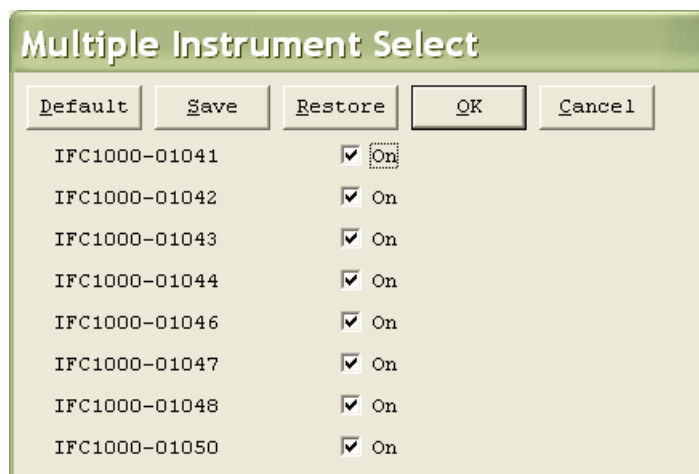 Multiple Instrument Select
Default Save Restore OK Cancel
IFC1000-01041 On
IFC1000-01042 On
IFC1000-01043 On
IFC1000-01044 On
IFC1000-01046 On
IFC1000-01047 On
IFC1000-01048 On
IFC1000-01050 On